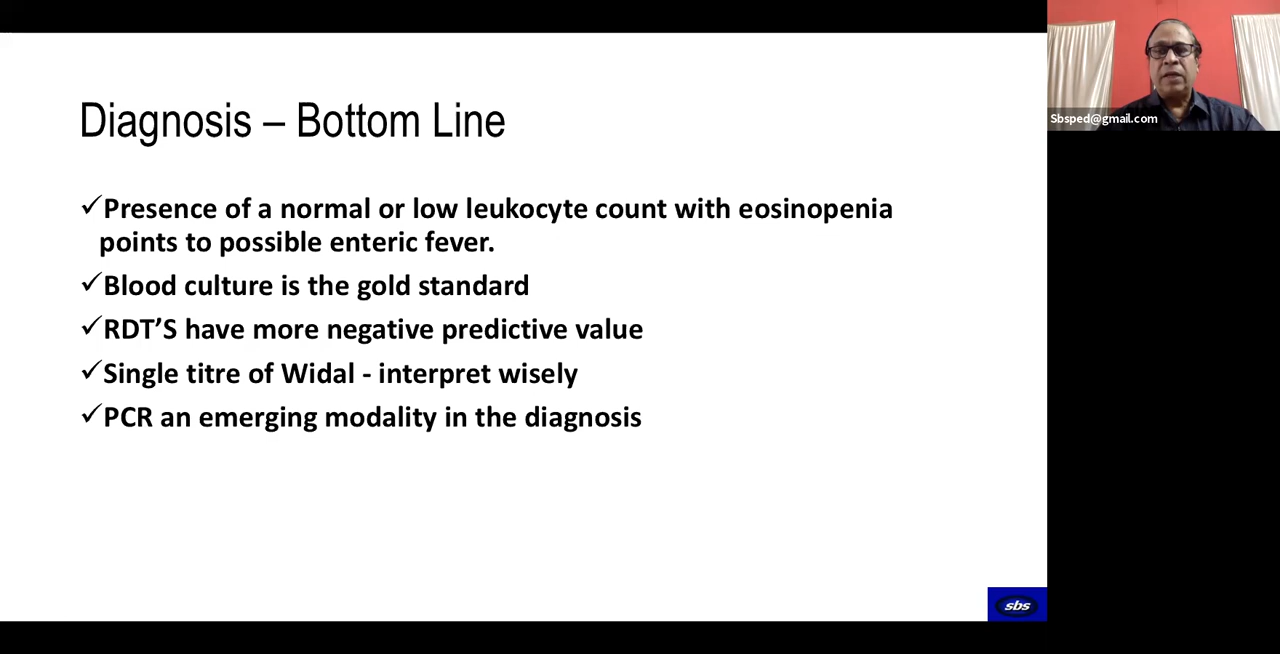 Diagnosis – Bottom Line
✓Presence of a normal or low leukocyte count with eosinopenia
points to possible enteric fever.
✓Blood culture is the gold standard
✓RDT’S have more negative predictive value
✓Single titre of Widal - interpret wisely
✓PCR an emerging modality in the diagnosis
Sbsped@gmail.com
sbs